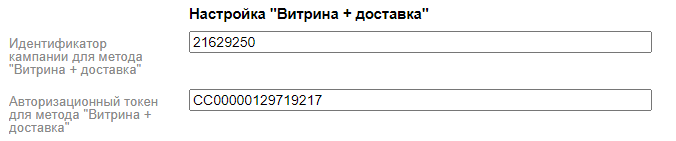 Настройка "Витрина + доставка"
Идентификатор
кампании для метода
"Витрина + доставка"
21629250
Авторизационный токен
для метода "Витрина +
доставка"
CC00000129719217